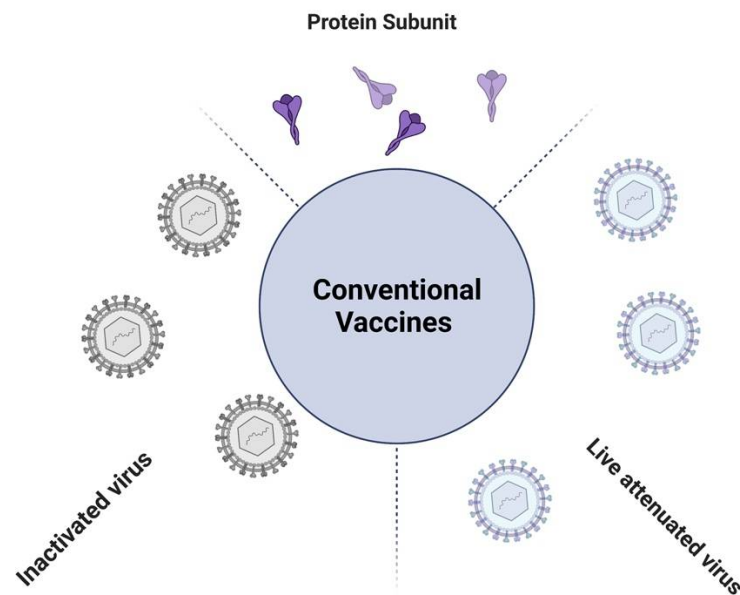 Protein Subunit
Conventional
Vaccines
Inactivated virus
Live attenuated virus